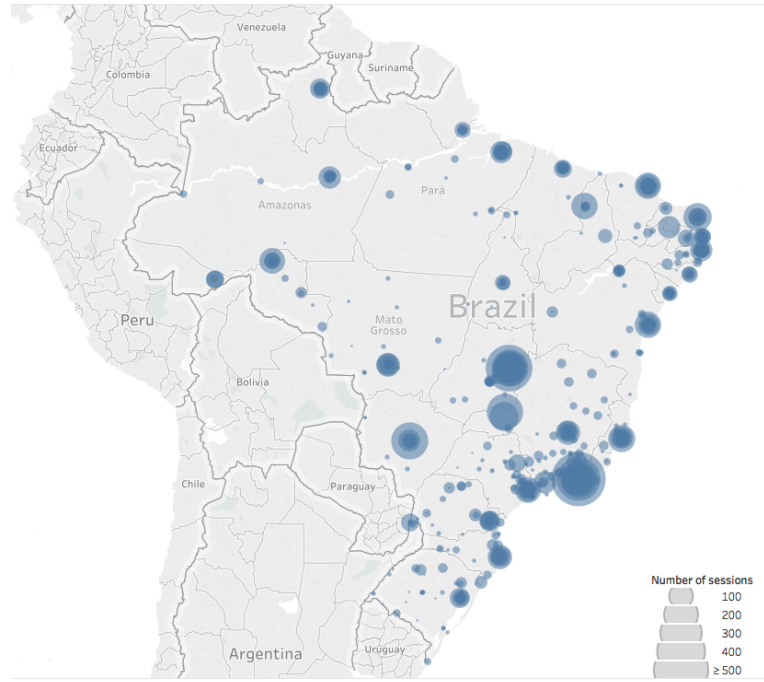 Venezuela
Guyana
Suriname
Colombia
Ecuador
Amazonas
Pará
Brazil
Peru
Mato
Grosso
Bolivia
Chile
Paraguay
Argentina
Uruguay
Number of sessions
100
200
300
400
≥ 500